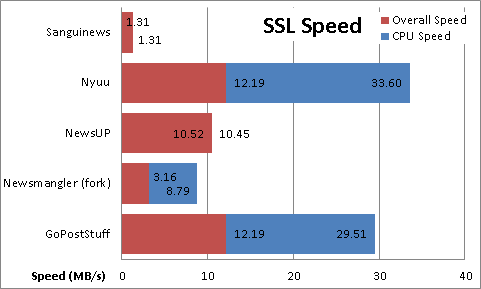 SSL Speed
Overall Speed
CPU Speed
Sanguinews
1.31
1.31
Nyuu
12.19
33.60
NewsUP
10.52
10.45
Newsmangler (fork)
3.16
8.79
GoPostStuff
12.19
29.51
Speed (MB/s)
0
10
20
30
40